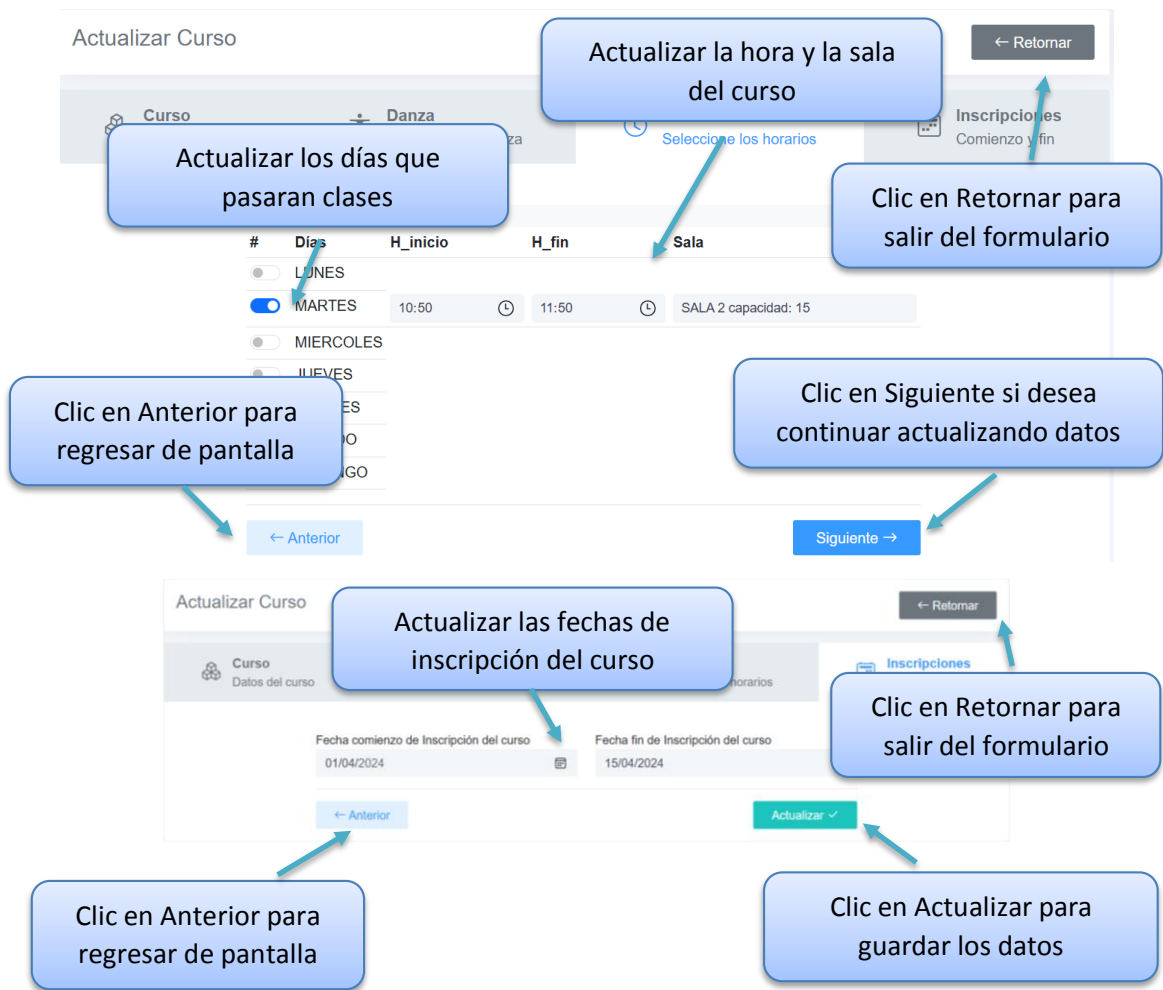 Actualizar Curso
← Retornar
Actualizar la hora y la sala
del curso
Curso
Danza
Inscripciones
za
Seleccione los horarios
Comienzo y fin
Actualizar los días que
pasaran clases
Clic en Retornar para
salir del formulario
# Días H_inicio H_fin Sala
LUNES
MARTES 10:50 11:50 SALA 2 capacidad: 15
MIERCOLES
JUEVES
ES
DO
NGO
Clic en Anterior para
regresar de pantalla
Clic en Siguiente si desea
continuar actualizando datos
← Anterior
Siguiente →
Actualizar Curso
← Retornar
Actualizar las fechas de
inscripción del curso
Curso
Datos del curso
horarios
Inscripciones
Clic en Retornar para
salir del formulario
Fecha comienzo de Inscripción del curso
Fecha fin de Inscripción del curso
01/04/2024
15/04/2024
← Anterior
Actualizar ✓
Clic en Anterior para
regresar de pantalla
Clic en Actualizar para
guardar los datos